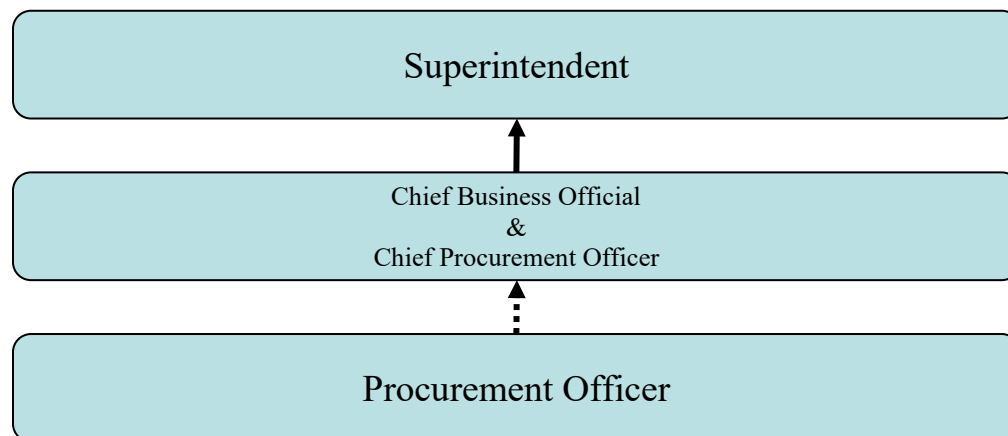 Superintendent
Chief Business Official
&
Chief Procurement Officer
Procurement Officer